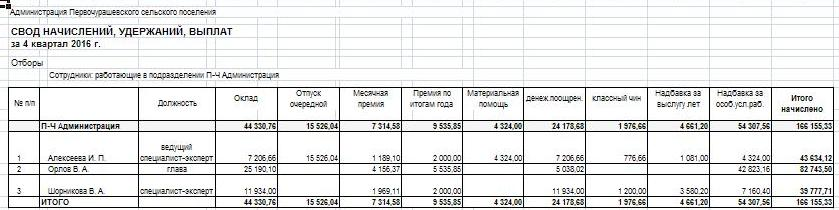 Администрация Первочурашевского сельского поселения
СВОД НАЧИСЛЕНИЙ, УДЕРЖАНИЙ, ВЫПЛАТ
за 4 квартал 2016 г.
Отборы
Сотрудники: работающие в подразделении П-Ч Администрация
№ п/п Должность Оклад Отпуск очередной Месячная премия Премия по итогам года Материальная помощь денеж.поощрен. классный чин Надбавка за выслугу лет Надбавка за особ.усл.раб. Итого начислено
П-Ч Администрация 44 330,76 15 526,04 7 314,58 9 535,85 4 324,00 24 178,68 1 976,66 4 661,20 54 307,56 166 155,33
1 Алексеева И. П. ведущий специалист-эксперт 7 206,66 15 526,04 1 189,10 2 000,00 4 324,00 7 206,66 776,66 1 081,00 4 324,00 43 634,12
2 Орлов В. А. глава 25 190,10 4 156,37 5 535,85 5 038,02 42 823,16 82 743,50
3 Шорникова В. А. специалист-эксперт 11 934,00 1 969,11 2 000,00 11 934,00 1 200,00 3 580,20 7 160,40 39 777,71
ИТОГО 44 330,76 15 526,04 7 314,58 9 535,85 4 324,00 24 178,68 1 976,66 4 661,20 54 307,56 166 155,33